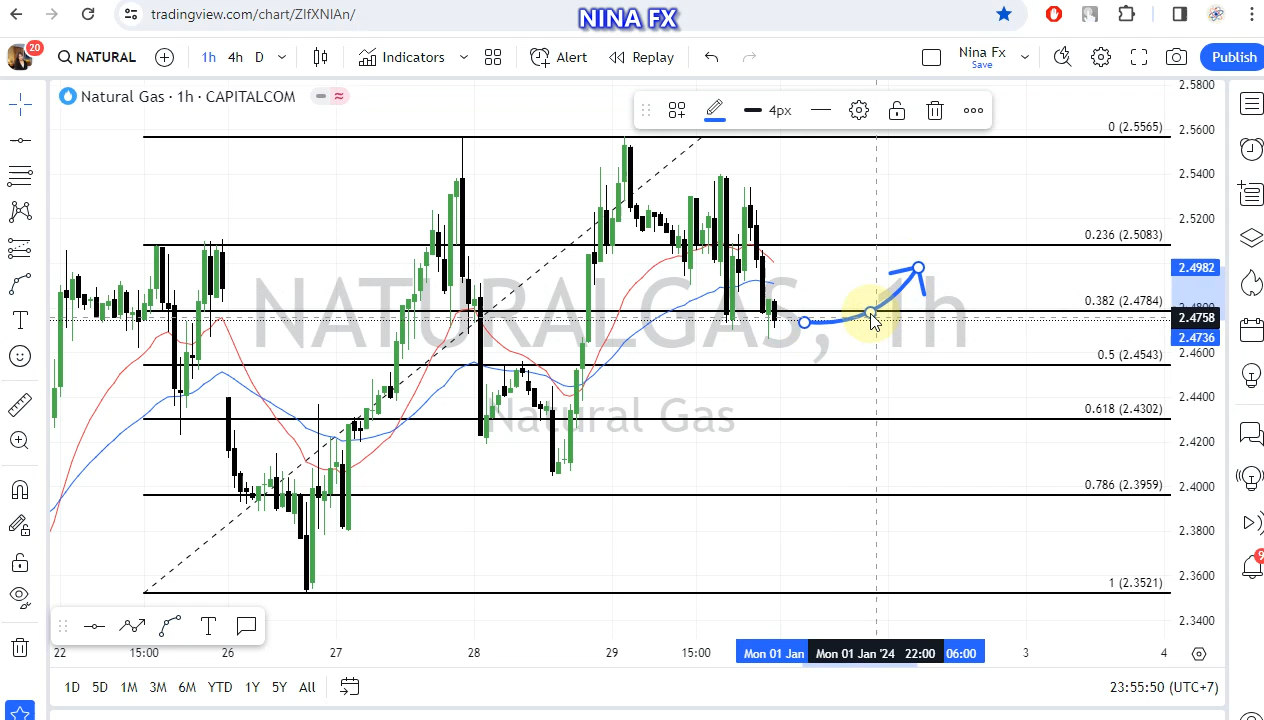 tradingview.com/chart/ZIfXNIAn/
NINA FX
20
NATURAL
1h 4h D
Indicators
Alert
Replay
Nina Fx
Save
Publish
Natural Gas · 1h · CAPITALCOM
4px
NATURALGAS, 1h
Natural Gas
0 (2.5565)
0.236 (2.5083)
0.382 (2.4784)
0.5 (2.4543)
0.618 (2.4302)
0.786 (2.3959)
1 (2.3521)
2.5800
2.5600
2.5400
2.5200
2.4982
2.4800
2.4758
2.4736
2.4600
2.4400
2.4200
2.4000
2.3800
2.3600
2.3400
22 15:00 26 27 28 29 15:00 Mon 01 Jan Mon 01 Jan '24 22:00 06:00 3 4
1D 5D 1M 3M 6M YTD 1Y 5Y All
23:55:50 (UTC+7)